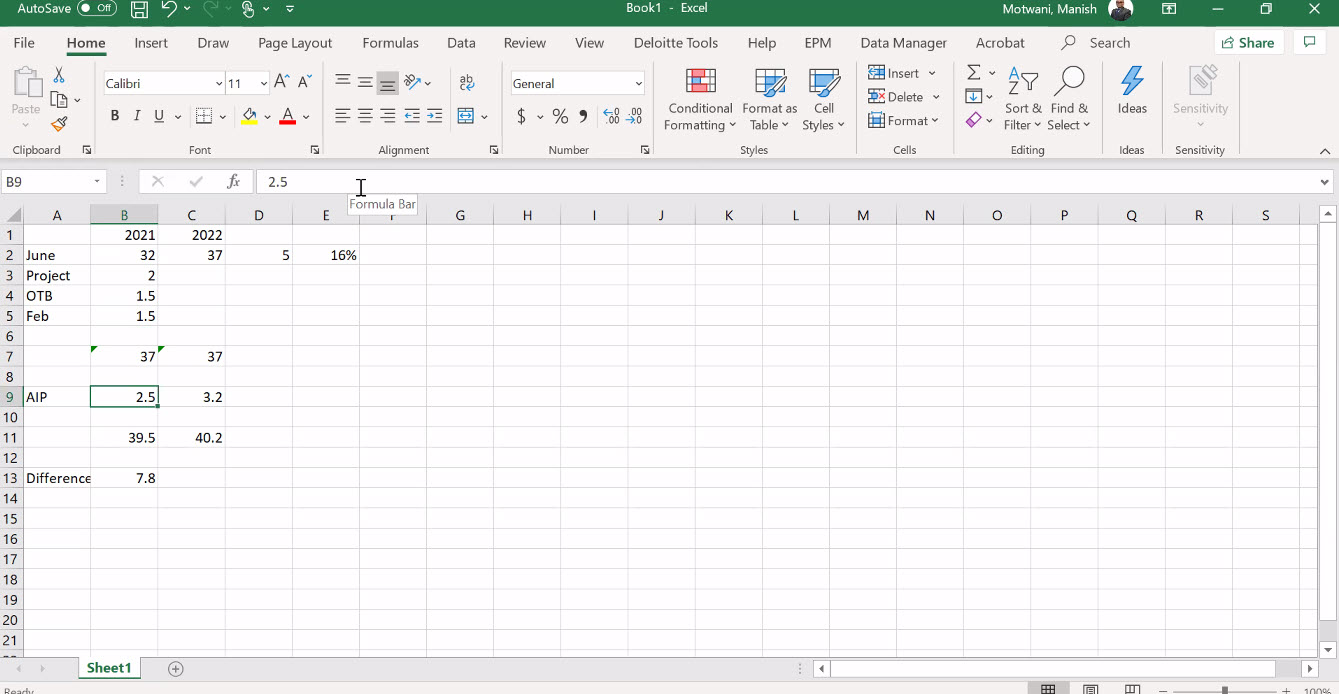 AutoSave Off Book1 - Excel Motwani, Manish
File Home Insert Draw Page Layout Formulas Data Review View Deloitte Tools Help EPM Data Manager Acrobat Search Share
Paste Calibri 11 A A ab General Conditional Formatting Format as Table Cell Styles Insert Delete Format Sort & Filter Find & Select Ideas Sensitivity
B I U A $ % .00 .00
Clipboard Font Alignment Number Styles Cells Editing Ideas Sensitivity
B9 fx 2.5
Formula Bar
A B C D E F G H I J K L M N O P Q R S
1 2021 2022
2 June 32 37 5 16%
3 Project 2
4 OTB 1.5
5 Feb 1.5
6
7 37 37
8
9 AIP 2.5 3.2
10
11 39.5 40.2
12
13 Difference 7.8
14
15
16
17
18
19
20
21
Sheet1
Ready 100%